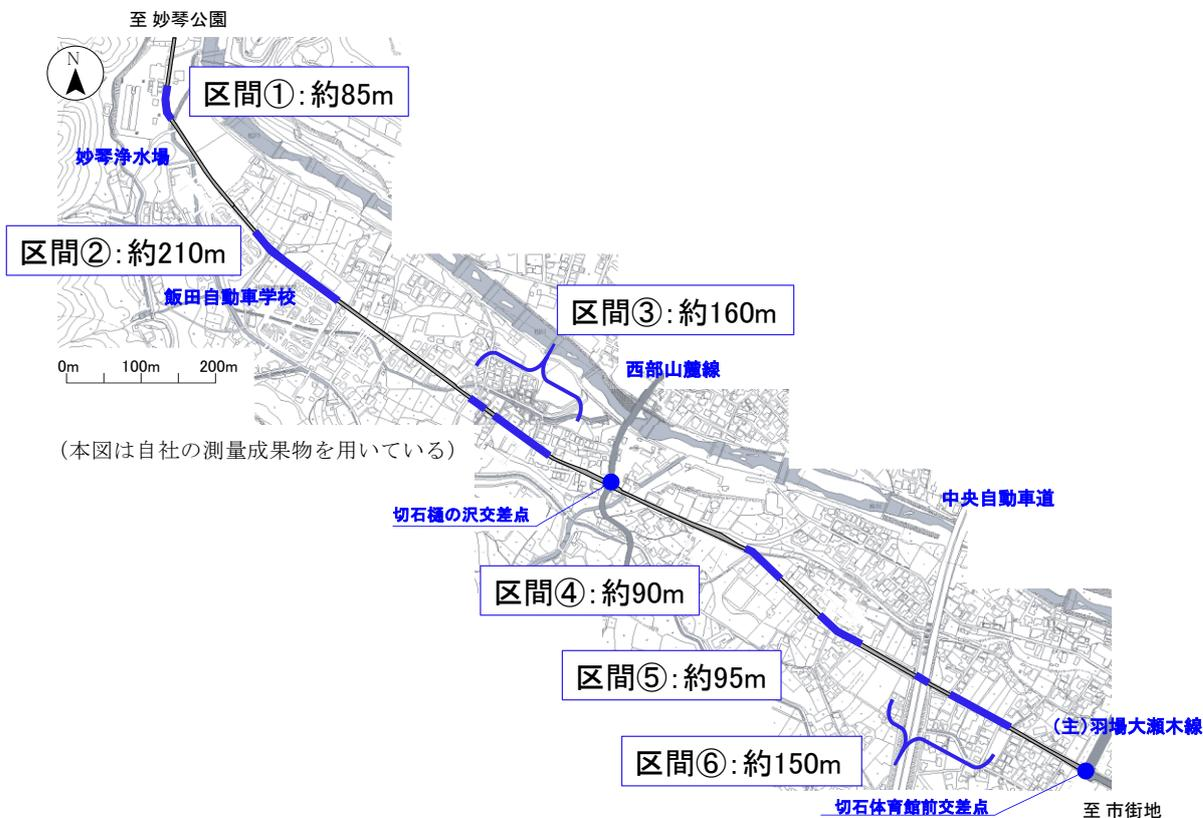 至 妙琴公園
N
区間①：約85m
妙琴浄水場
区間②：約210m
飯田自動車学校
区間③：約160m
西部山麓線
0m 100m 200m
(本図は自社の測量成果物を用いている)
中央自動車道
切石樋の沢交差点
区間④：約90m
区間⑤：約95m
(主)羽場大瀬木線
区間⑥：約150m
切石体育館前交差点
至 市街地